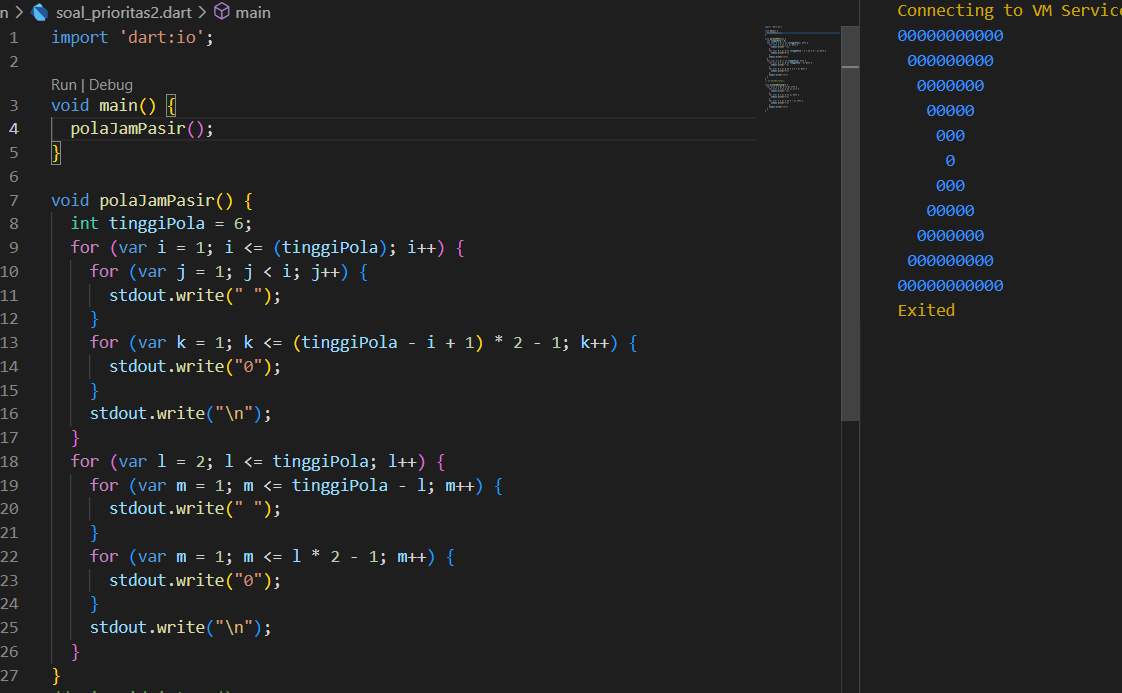 n > soal_prioritas2.dart > main
1 import 'dart:io';
2
Run | Debug
3 void main() {
4   polaJamPasir();
5 }
6
7 void polaJamPasir() {
8   int tinggiPola = 6;
9   for (var i = 1; i <= (tinggiPola); i++) {
10     for (var j = 1; j < i; j++) {
11       stdout.write(" ");
12     }
13     for (var k = 1; k <= (tinggiPola - i + 1) * 2 - 1; k++) {
14       stdout.write("0");
15     }
16     stdout.write("\n");
17   }
18   for (var l = 2; l <= tinggiPola; l++) {
19     for (var m = 1; m <= tinggiPola - l; m++) {
20       stdout.write(" ");
21     }
22     for (var m = 1; m <= l * 2 - 1; m++) {
23       stdout.write("0");
24     }
25     stdout.write("\n");
26   }
27 }
Connecting to VM Service
00000000000
 000000000
  0000000
   00000
    000
     0
    000
   00000
  0000000
 000000000
00000000000
Exited